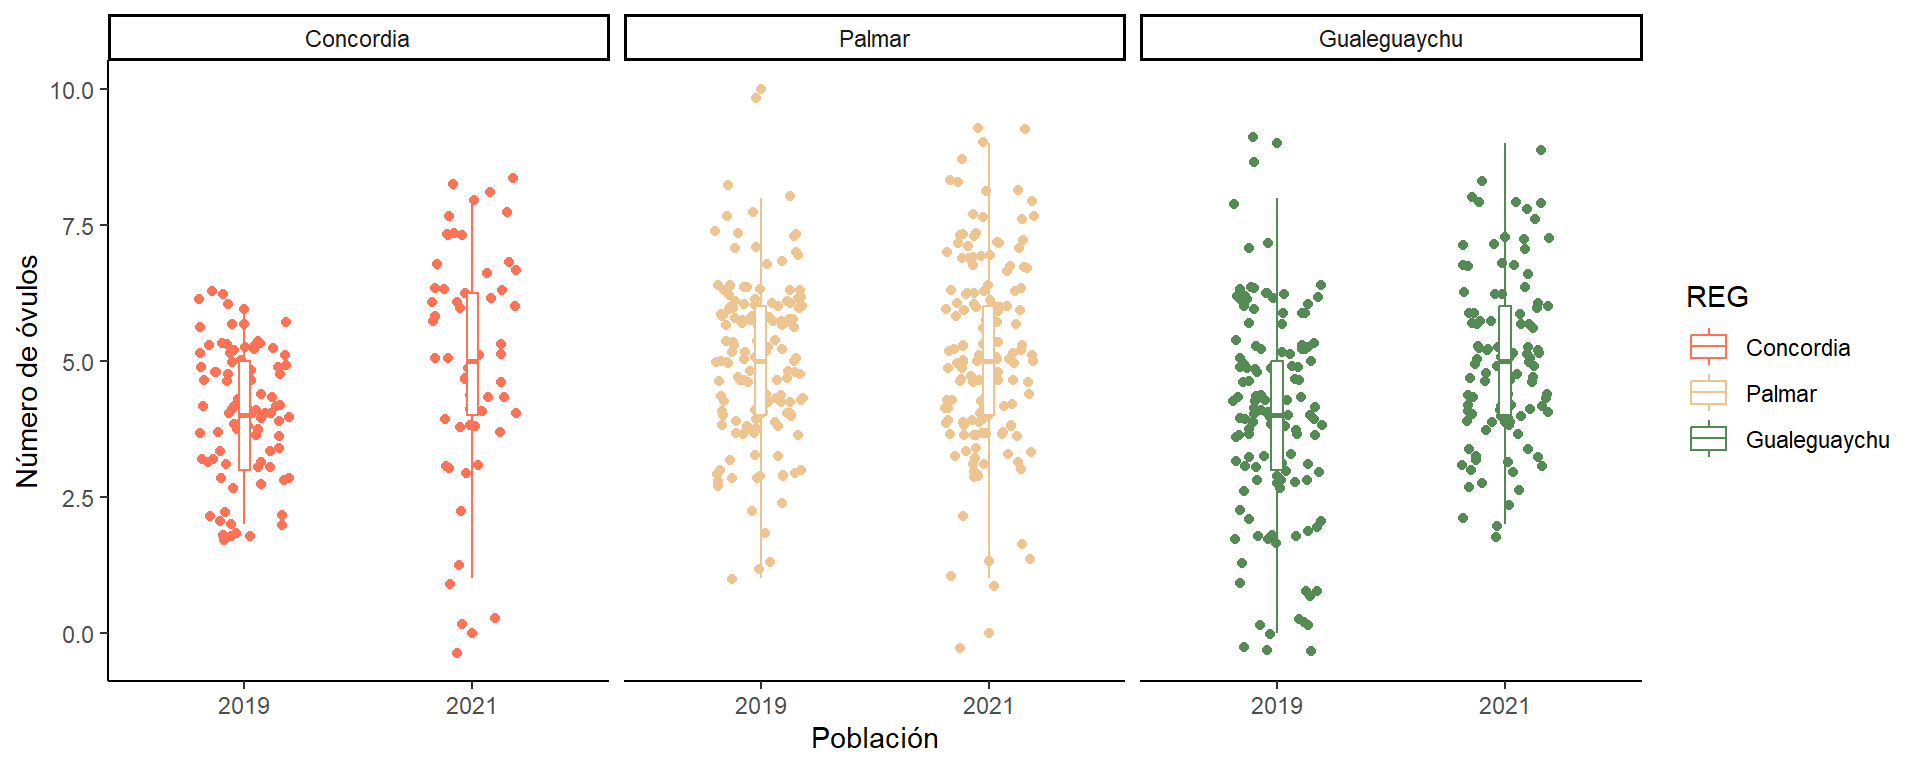 Concordia
Palmar
Gualeguaychu
10.0
7.5
5.0
2.5
0.0
Número de óvulos
2019
2021
2019
2021
2019
2021
Población
REG
Concordia
Palmar
Gualeguaychu